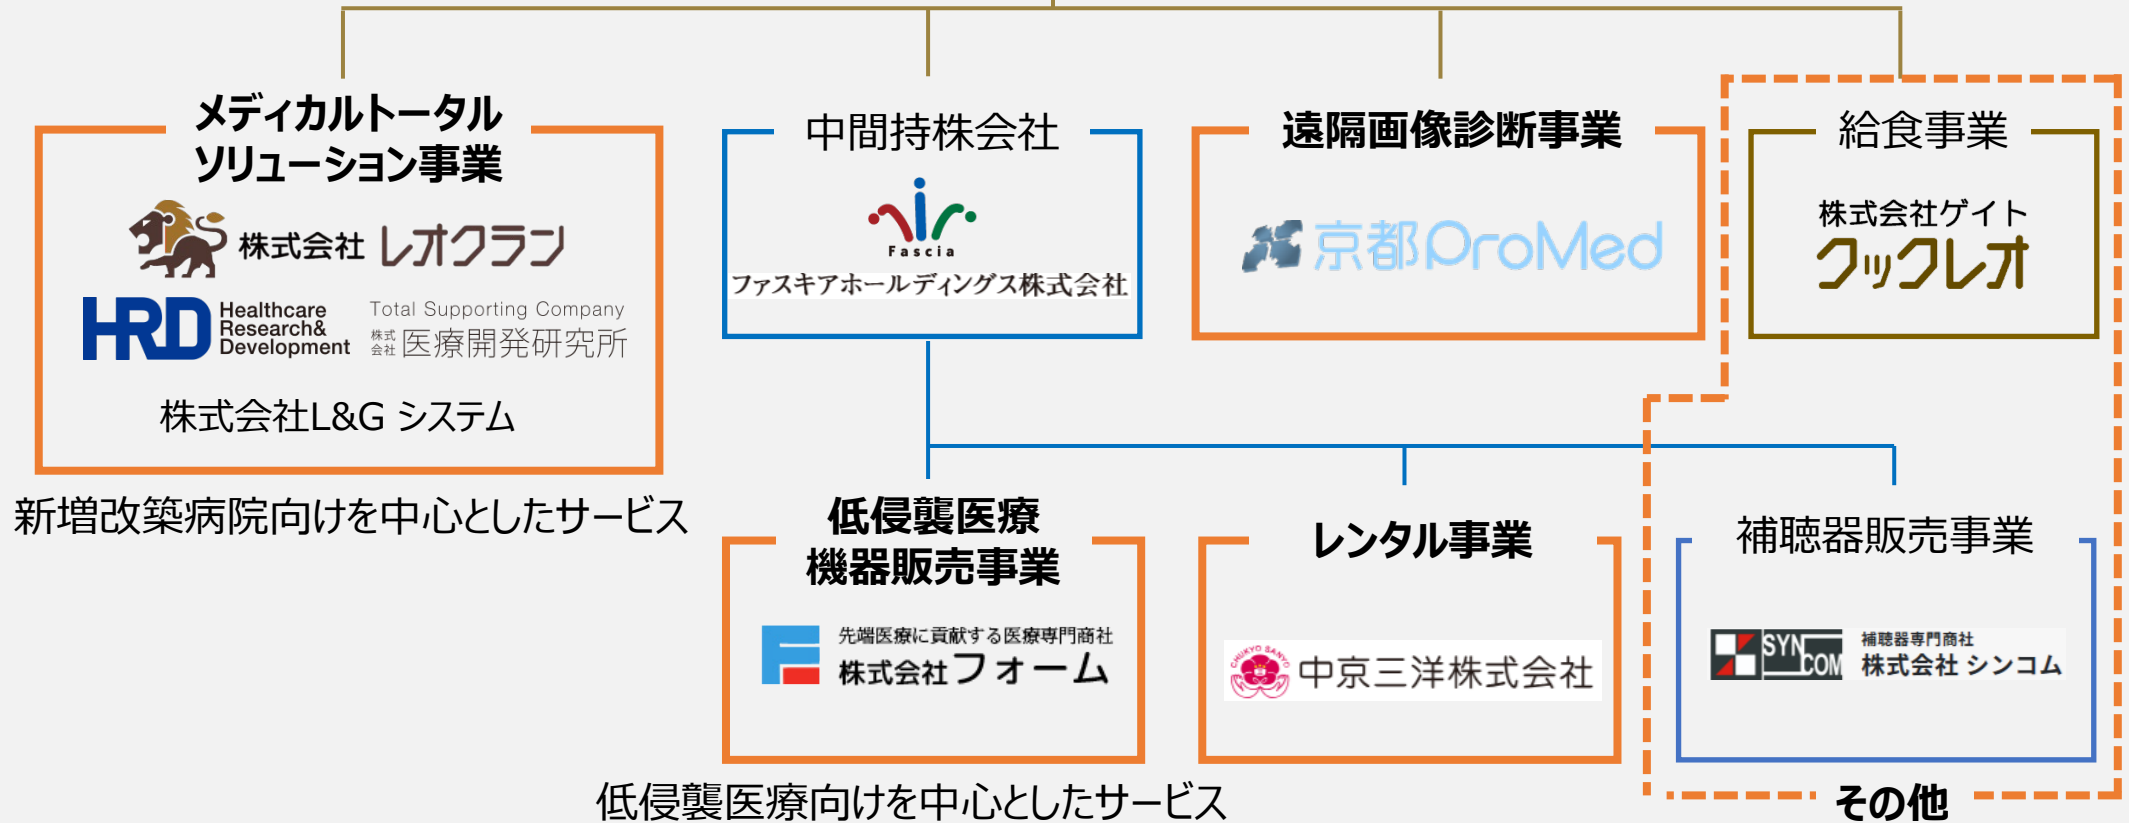 メディカルトータル
ソリューション事業
株式会社 レオクラン
HRD Healthcare
Research&
Development
Total Supporting Company
株式会社 医療開発研究所
株式会社L&G システム
新増改築病院向けを中心としたサービス
中間持株会社
Fascia
ファスキアホールディングス株式会社
遠隔画像診断事業
京都ProMed
給食事業
株式会社ゲイト
クックレオ
低侵襲医療
機器販売事業
先端医療に貢献する医療専門商社
株式会社フォーム
低侵襲医療向けを中心としたサービス
レンタル事業
CHUKYO SANYO
中京三洋株式会社
補聴器販売事業
SYN
COM
補聴器専門商社
株式会社 シンコム
その他